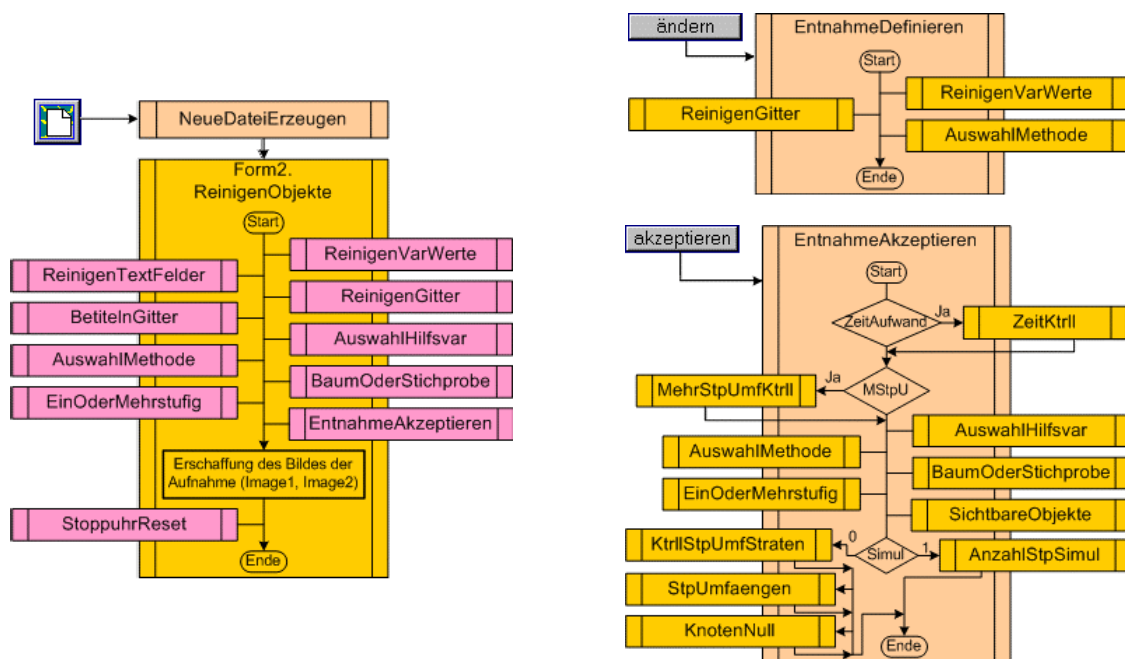 NeueDateiErzeugen
Form2.
ReinigenObjekte
Start
ReinigenVarWerte
ReinigenTextFelder
ReinigenGitter
BetitelnGitter
AuswahlHilfsvar
AuswahlMethode
BaumOderStichprobe
EinOderMehrstufig
EntnahmeAkzeptieren
Erschaffung des Bildes der
Aufnahme (Image1, Image2)
StoppuhrReset
Ende
ändern
EntnahmeDefinieren
Start
ReinigenVarWerte
ReinigenGitter
AuswahlMethode
Ende
akzeptieren
EntnahmeAkzeptieren
Start
ZeitAufwand
Ja
ZeitKtrll
MehrStpUmfKtrll
Ja
MStpU
AuswahlHilfsvar
AuswahlMethode
BaumOderStichprobe
EinOderMehrstufig
SichtbareObjekte
KtrllStpUmfStraten
0
Simul
1
AnzahlStpSimul
StpUmfaengen
KnotenNull
Ende